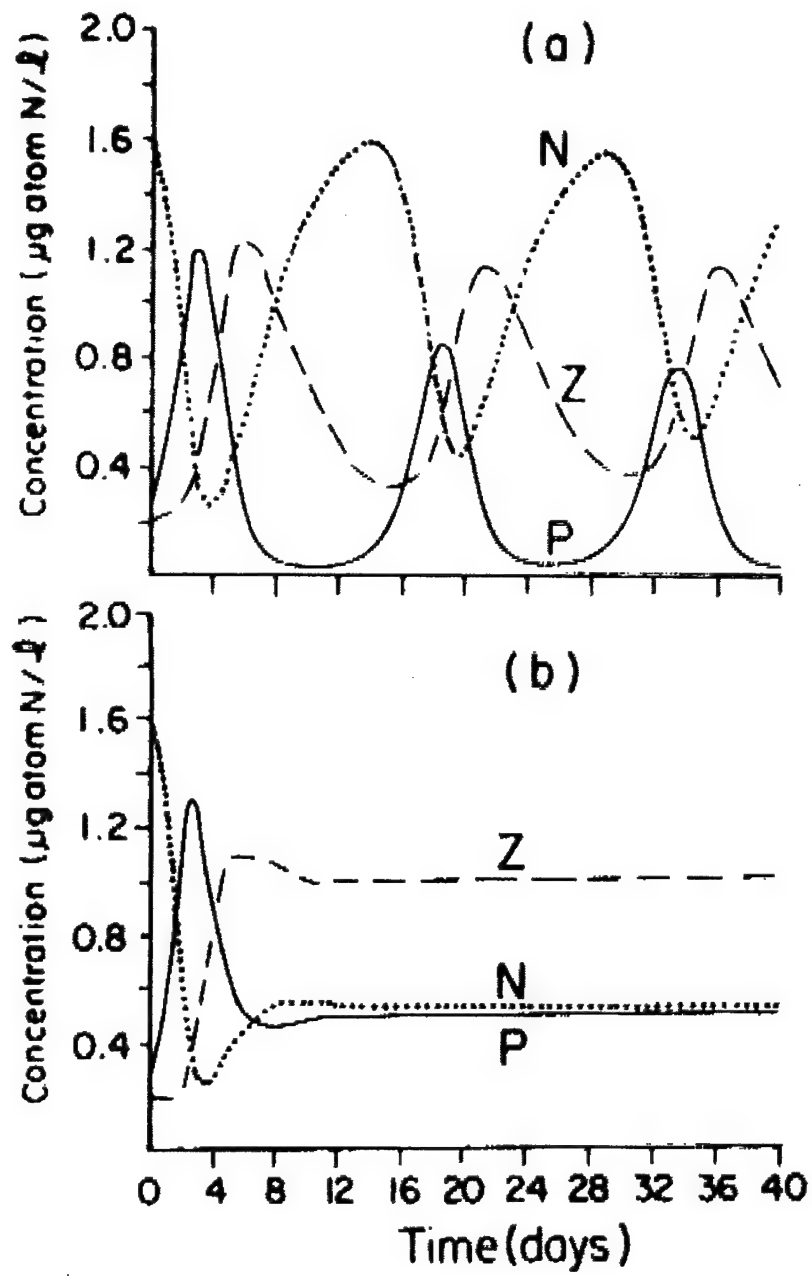 (a)
Concentration (μg atom N/ℓ)
2.0
1.6
1.2
0.8
0.4
N
Z
P
(b)
Concentration (μg atom N/ℓ)
2.0
1.6
1.2
0.8
0.4
Z
N
P
0 4 8 12 16 20 24 28 32 36 40
Time (days)